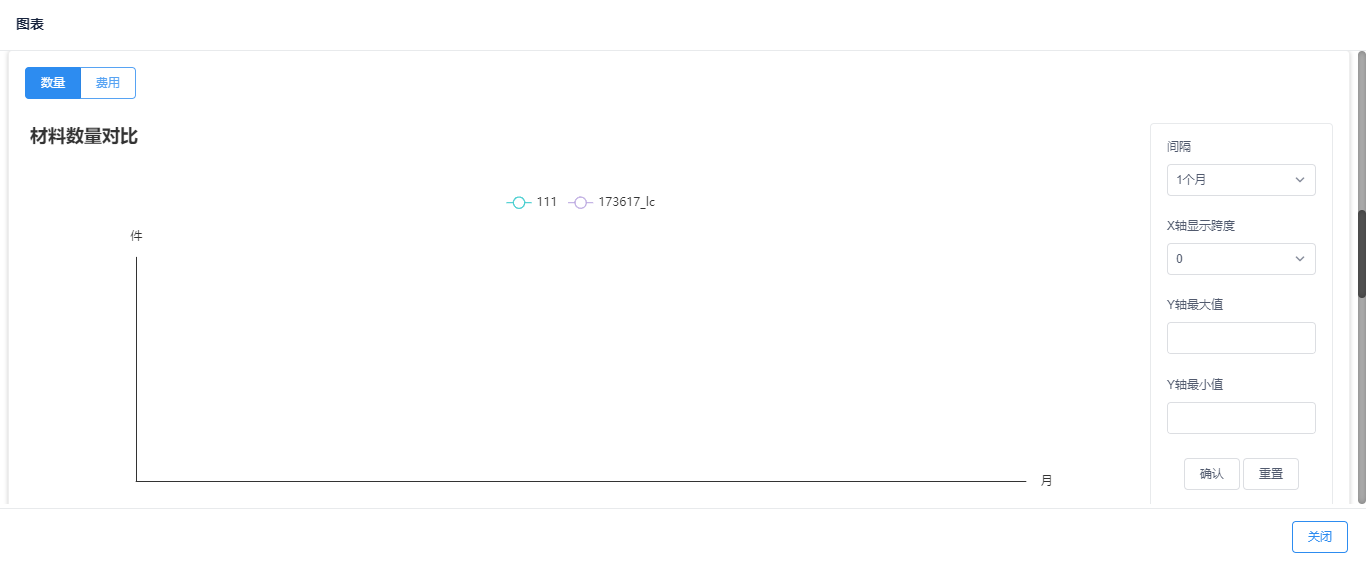 图表
数量 费用
材料数量对比
111 173617_lc
件
月
间隔
1个月
X轴显示跨度
0
Y轴最大值
Y轴最小值
确认 重置
关闭